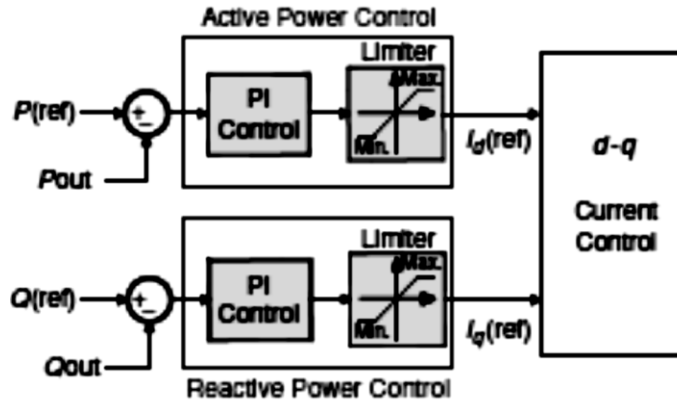 Active Power Control
Limiter
P(ref)
+
−
PI
Control
Max.
Min.
Pout
Id(ref)
d-q
Current
Control
Limiter
Q(ref)
+
−
PI
Control
Max.
Min.
Qout
Iq(ref)
Reactive Power Control